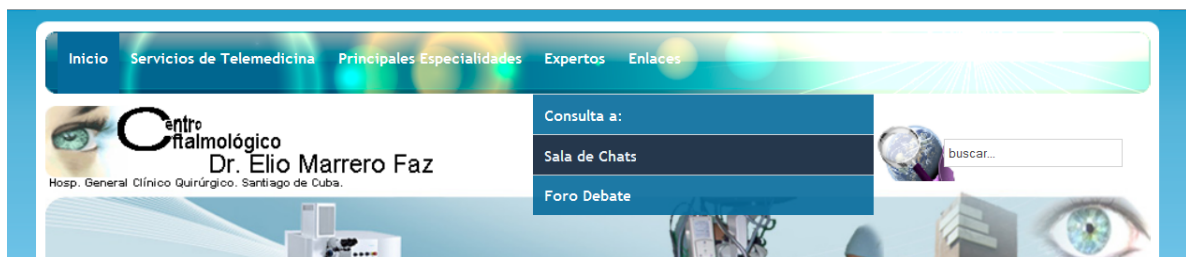 Inicio Servicios de Telemedicina Principales Especialidades Expertos Enlaces
Consulta a:
Sala de Chats
Foro Debate
Centro
Oftalmológico
Dr. Elio Marrero Faz
Hosp. General Clínico Quirúrgico. Santiago de Cuba.
buscar...